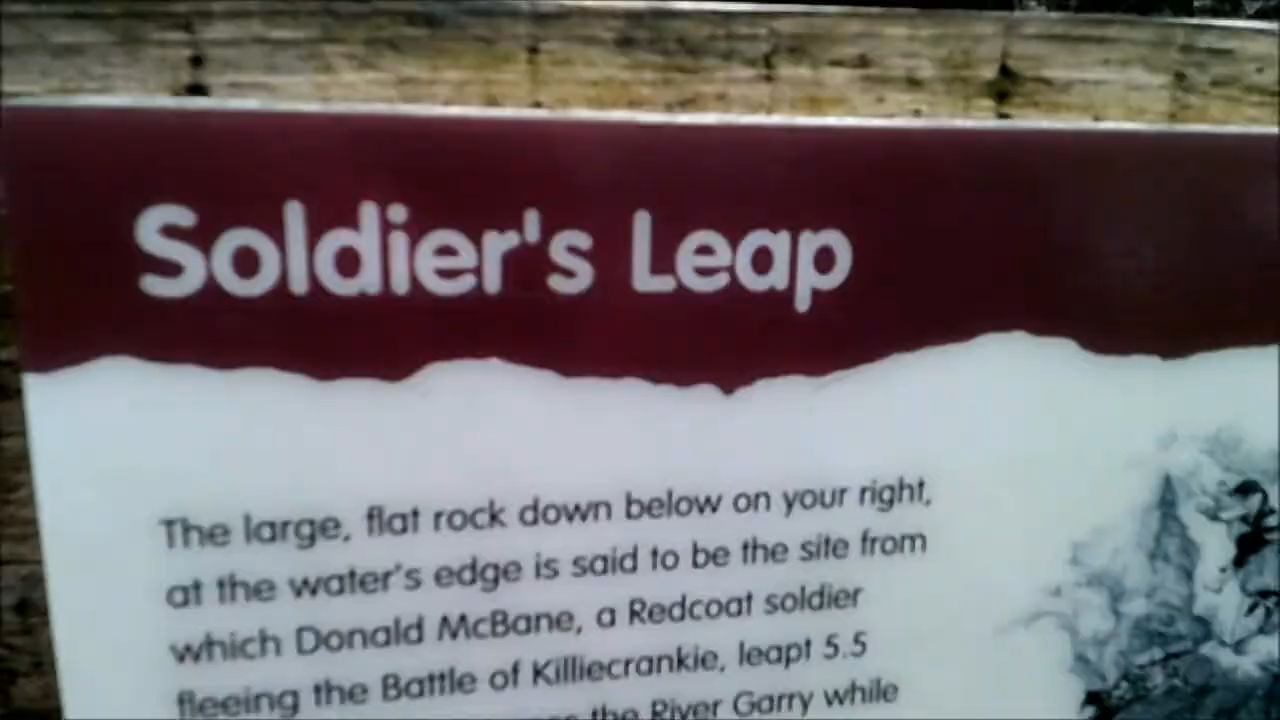 Soldier's Leap
The large, flat rock down below on your right,
at the water's edge is said to be the site from
which Donald McBane, a Redcoat soldier
fleeing the Battle of Killiecrankie, leapt 5.5
the River Garry while